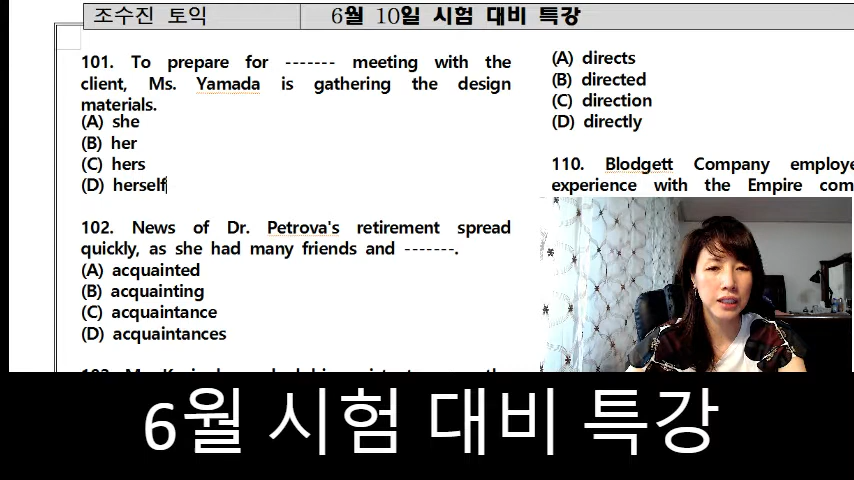 조수진 토익
6월 10일 시험 대비 특강
101. To prepare for ------- meeting with the
client, Ms. Yamada is gathering the design
materials.
(A) she
(B) her
(C) hers
(D) herself
102. News of Dr. Petrova's retirement spread
quickly, as she had many friends and -------.
(A) acquainted
(B) acquainting
(C) acquaintance
(D) acquaintances
(A) directs
(B) directed
(C) direction
(D) directly
110. Blodgett Company employe
experience with the Empire com
6월 시험 대비 특강